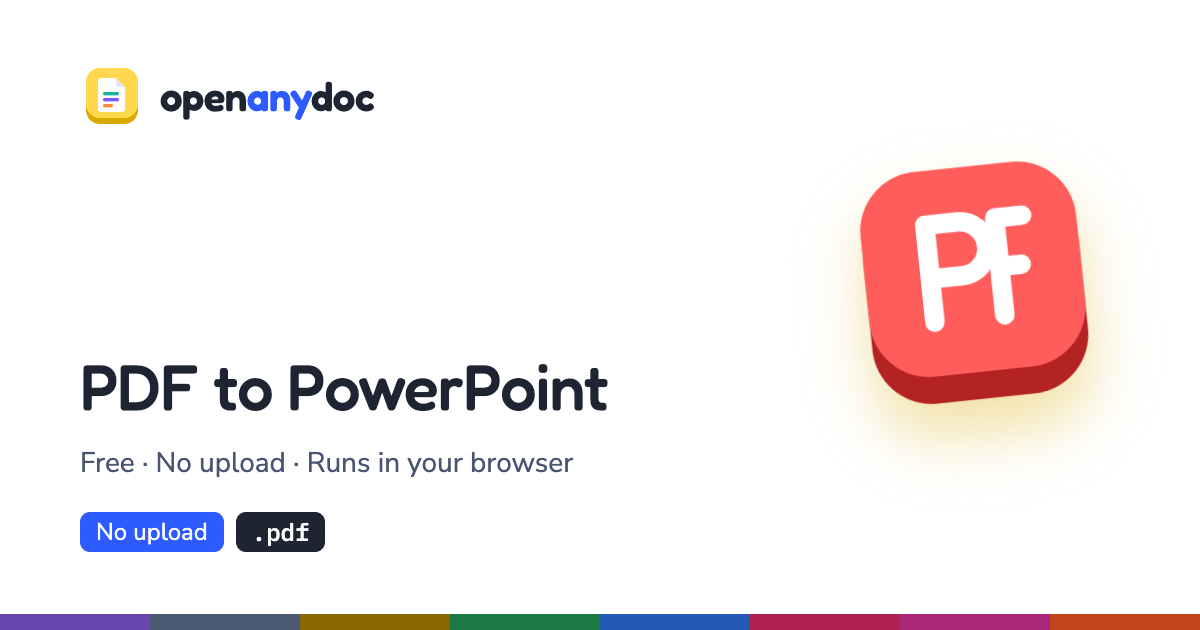 openanydoc
PF
PDF to PowerPoint
Free · No upload · Runs in your browser
No upload
.pdf